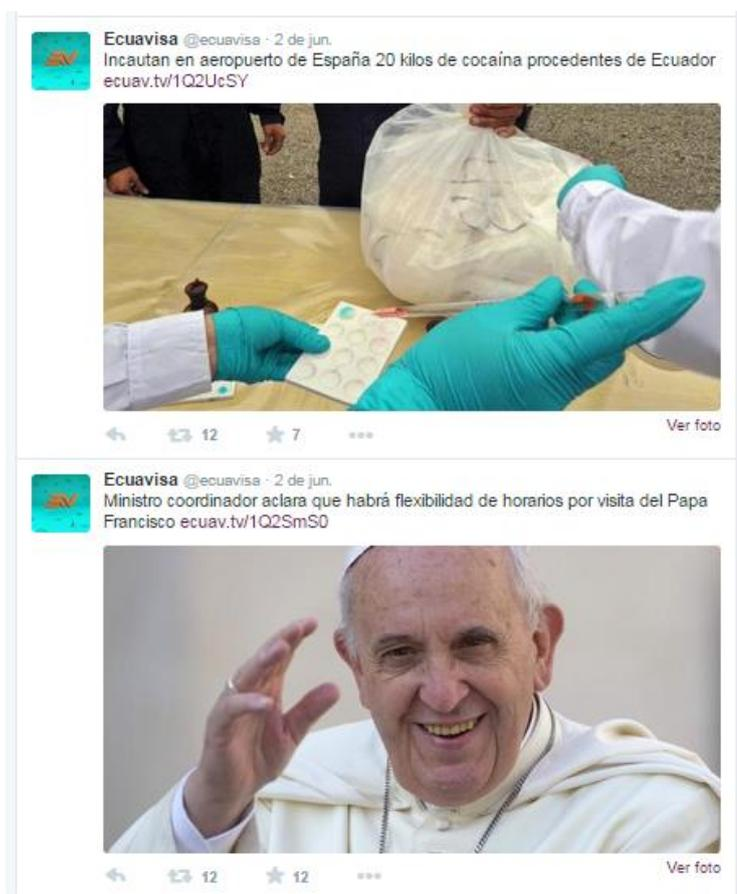 Ecuavisa @ecuavisa · 2 de jun.
Incautan en aeropuerto de España 20 kilos de cocaína procedentes de Ecuador
ecuav.tv/1Q2UcSY
12 7
Ver foto
Ecuavisa @ecuavisa · 2 de jun.
Ministro coordinador aclara que habrá flexibilidad de horarios por visita del Papa
Francisco ecuav.tv/1Q2SmS0
12 12
Ver foto